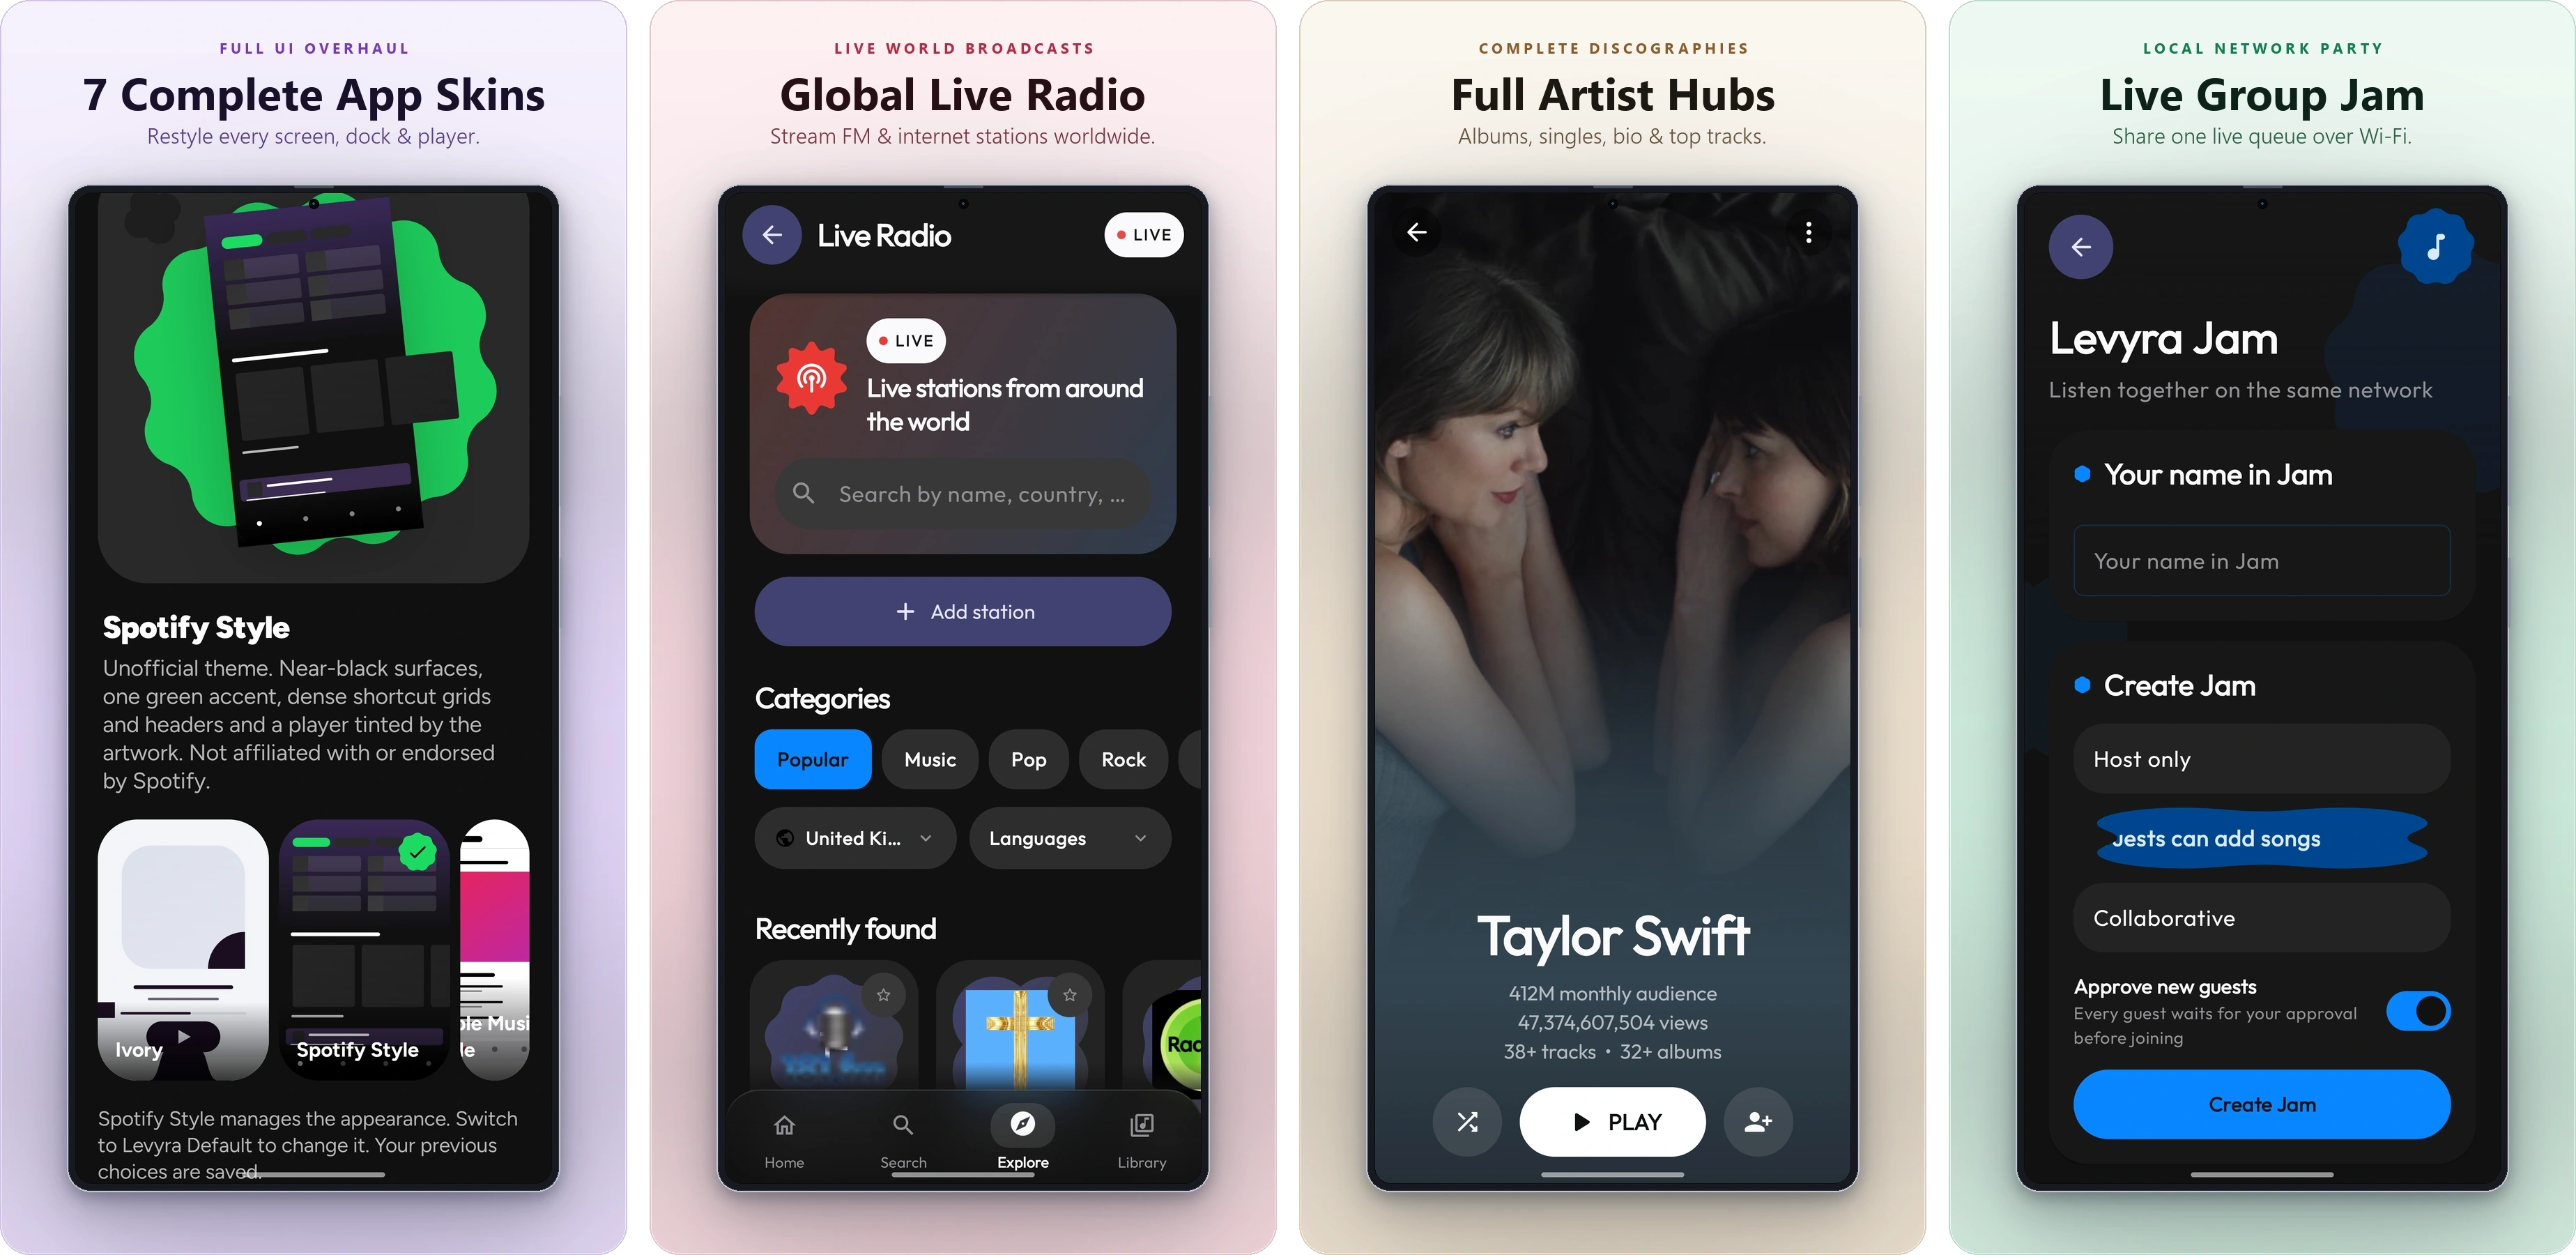 FULL UI OVERHAUL
7 Complete App Skins
Restyle every screen, dock & player.
Spotify Style
Unofficial theme. Near-black surfaces,
one green accent, dense shortcut grids
and headers and a player tinted by the
artwork. Not affiliated with or endorsed
by Spotify.
Ivory
Spotify Style
ple Musi
le
Spotify Style manages the appearance. Switch
to Levyra Default to change it. Your previous
choices are saved.
LIVE WORLD BROADCASTS
Global Live Radio
Stream FM & internet stations worldwide.
Live Radio
LIVE
LIVE
Live stations from around
the world
Search by name, country, ...
Add station
Categories
Popular
Music
Pop
Rock
United Ki...
Languages
Recently found
Rad
Home
Search
Explore
Library
COMPLETE DISCOGRAPHIES
Full Artist Hubs
Albums, singles, bio & top tracks.
Taylor Swift
412M monthly audience
47,374,607,504 views
38+ tracks • 32+ albums
PLAY
LOCAL NETWORK PARTY
Live Group Jam
Share one live queue over Wi-Fi.
Levyra Jam
Listen together on the same network
Your name in Jam
Your name in Jam
Create Jam
Host only
uests can add songs
Collaborative
Approve new guests
Every guest waits for your approval
before joining
Create Jam